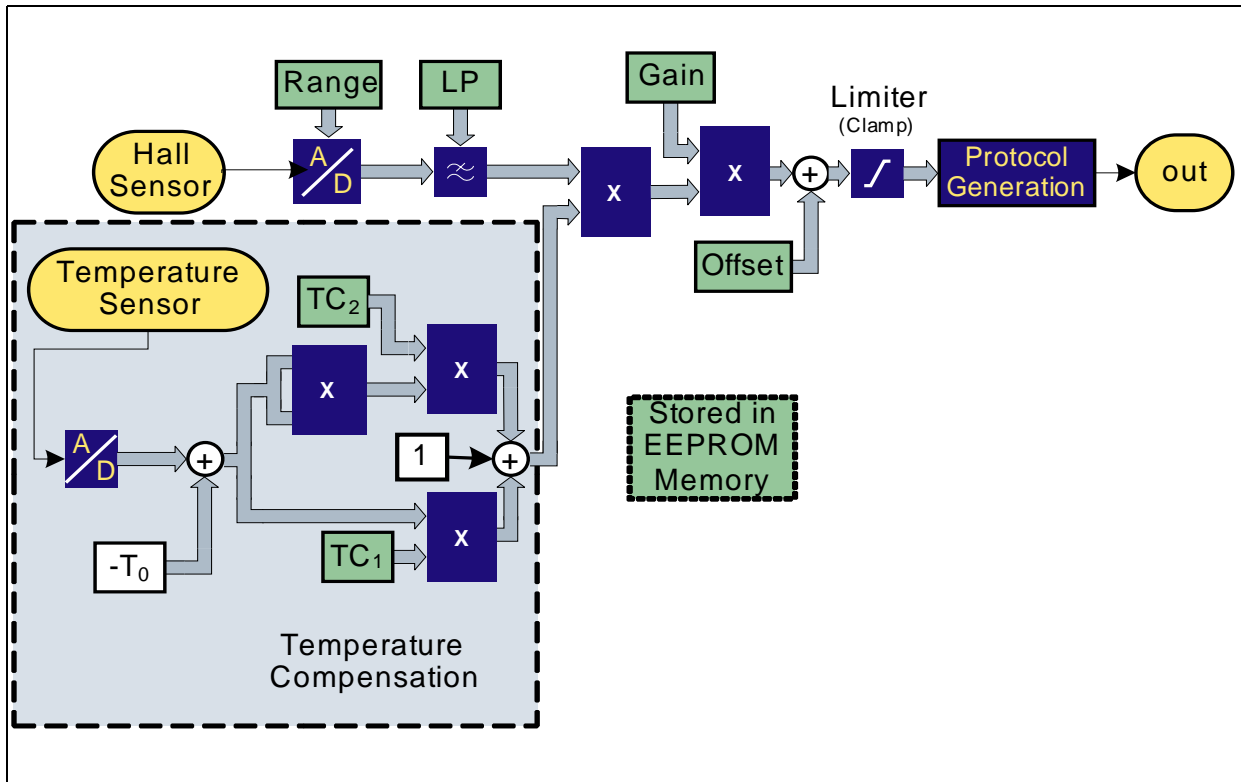 Range
LP
Gain
Limiter
(Clamp)
Hall
Sensor
A
D
X
X
Protocol
Generation
out
Offset
Temperature
Sensor
TC2
X
X
A
D
+
+
1
+
-T0
TC1
X
Stored in
EEPROM
Memory
Temperature
Compensation